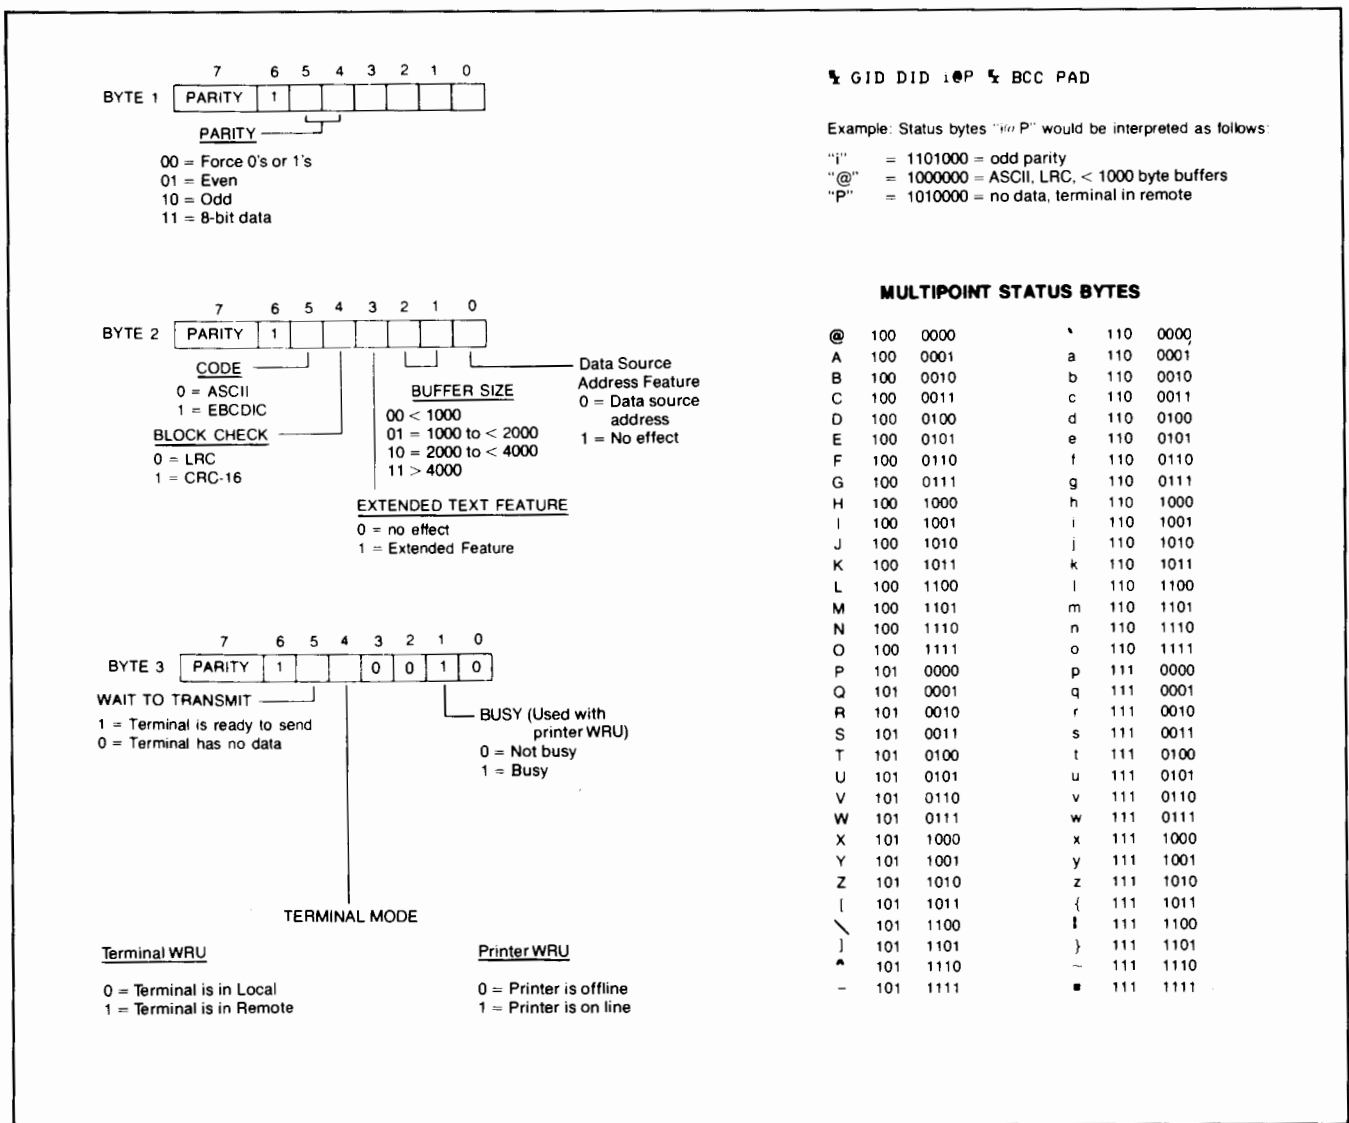 7 6 5 4 3 2 1 0
BYTE 1 PARITY 1
PARITY
00 = Force 0's or 1's
01 = Even
10 = Odd
11 = 8-bit data
7 6 5 4 3 2 1 0
BYTE 2 PARITY 1
CODE
0 = ASCII
1 = EBCDIC
BLOCK CHECK
0 = LRC
1 = CRC-16
BUFFER SIZE
00 < 1000
01 = 1000 to < 2000
10 = 2000 to < 4000
11 > 4000
EXTENDED TEXT FEATURE
0 = no effect
1 = Extended Feature
Data Source
Address Feature
0 = Data source
address
1 = No effect
7 6 5 4 3 2 1 0
BYTE 3 PARITY 1 0 0 1 0
WAIT TO TRANSMIT
1 = Terminal is ready to send
0 = Terminal has no data
BUSY (Used with
printer WRU)
0 = Not busy
1 = Busy
TERMINAL MODE
Terminal WRU
0 = Terminal is in Local
1 = Terminal is in Remote
Printer WRU
0 = Printer is offline
1 = Printer is on line
GID DID i@P BCC PAD
Example: Status bytes "i@P" would be interpreted as follows:
"i" = 1101000 = odd parity
"@" = 1000000 = ASCII, LRC, < 1000 byte buffers
"P" = 1010000 = no data, terminal in remote
MULTIPOINT STATUS BYTES
@ 100 0000 ` 110 0000
A 100 0001 a 110 0001
B 100 0010 b 110 0010
C 100 0011 c 110 0011
D 100 0100 d 110 0100
E 100 0101 e 110 0101
F 100 0110 f 110 0110
G 100 0111 g 110 0111
H 100 1000 h 110 1000
I 100 1001 i 110 1001
J 100 1010 j 110 1010
K 100 1011 k 110 1011
L 100 1100 l 110 1100
M 100 1101 m 110 1101
N 100 1110 n 110 1110
O 100 1111 o 110 1111
P 101 0000 p 111 0000
Q 101 0001 q 111 0001
R 101 0010 r 111 0010
S 101 0011 s 111 0011
T 101 0100 t 111 0100
U 101 0101 u 111 0101
V 101 0110 v 111 0110
W 101 0111 w 111 0111
X 101 1000 x 111 1000
Y 101 1001 y 111 1001
Z 101 1010 z 111 1010
[ 101 1011 { 111 1011
\ 101 1100 ¦ 111 1100
] 101 1101 } 111 1101
^ 101 1110 ~ 111 1110
– 101 1111 ■ 111 1111